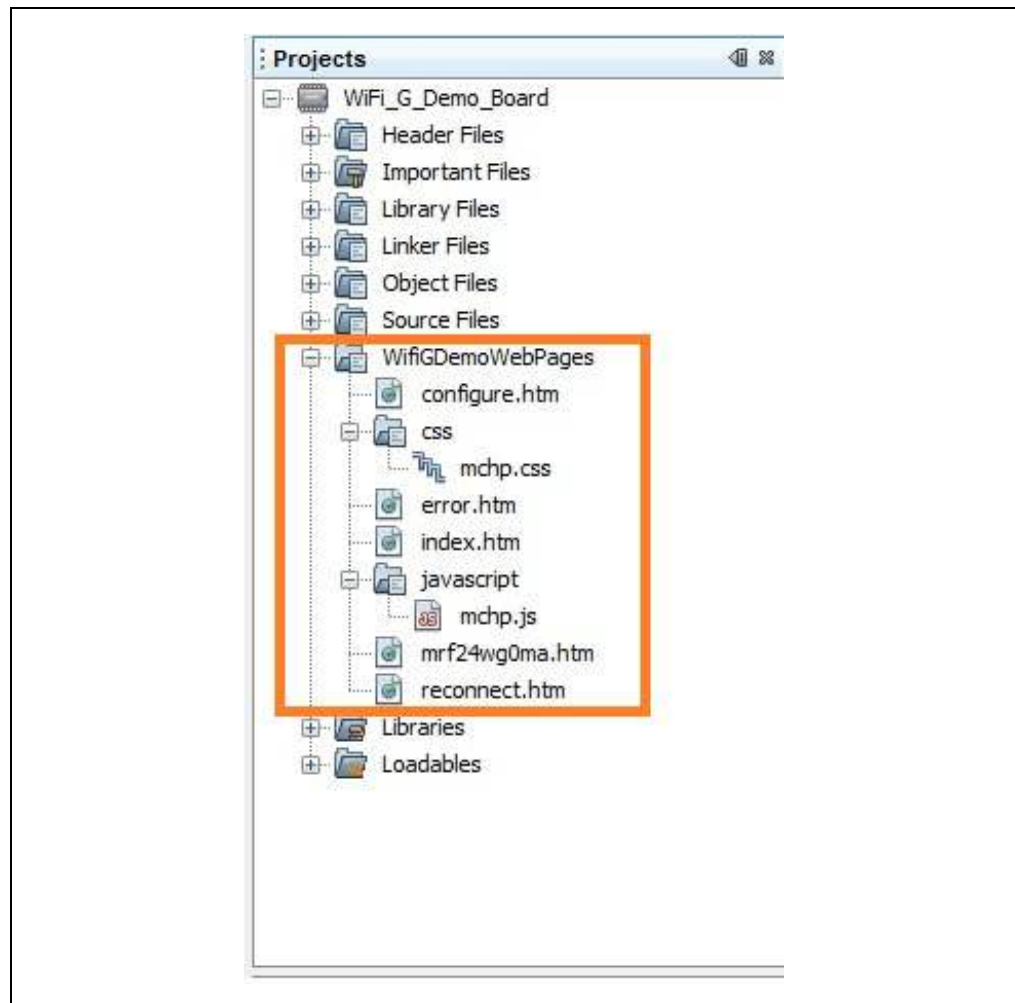 Projects
WiFi_G_Demo_Board
Header Files
Important Files
Library Files
Linker Files
Object Files
Source Files
WifiGDemoWebPages
configure.htm
css
mchp.css
error.htm
index.htm
javascript
mchp.js
mrf24wg0ma.htm
reconnect.htm
Libraries
Loadables